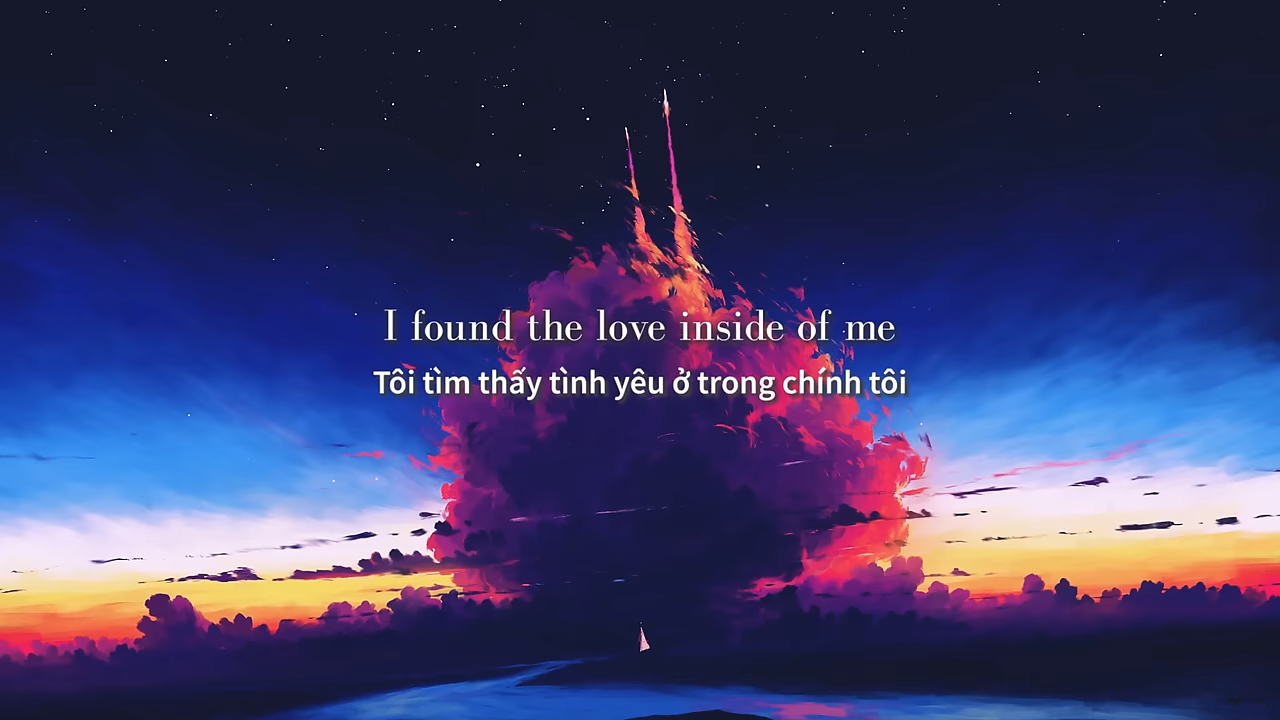 I found the love inside of me
Tôi tìm thấy tình yêu ở trong chính tôi